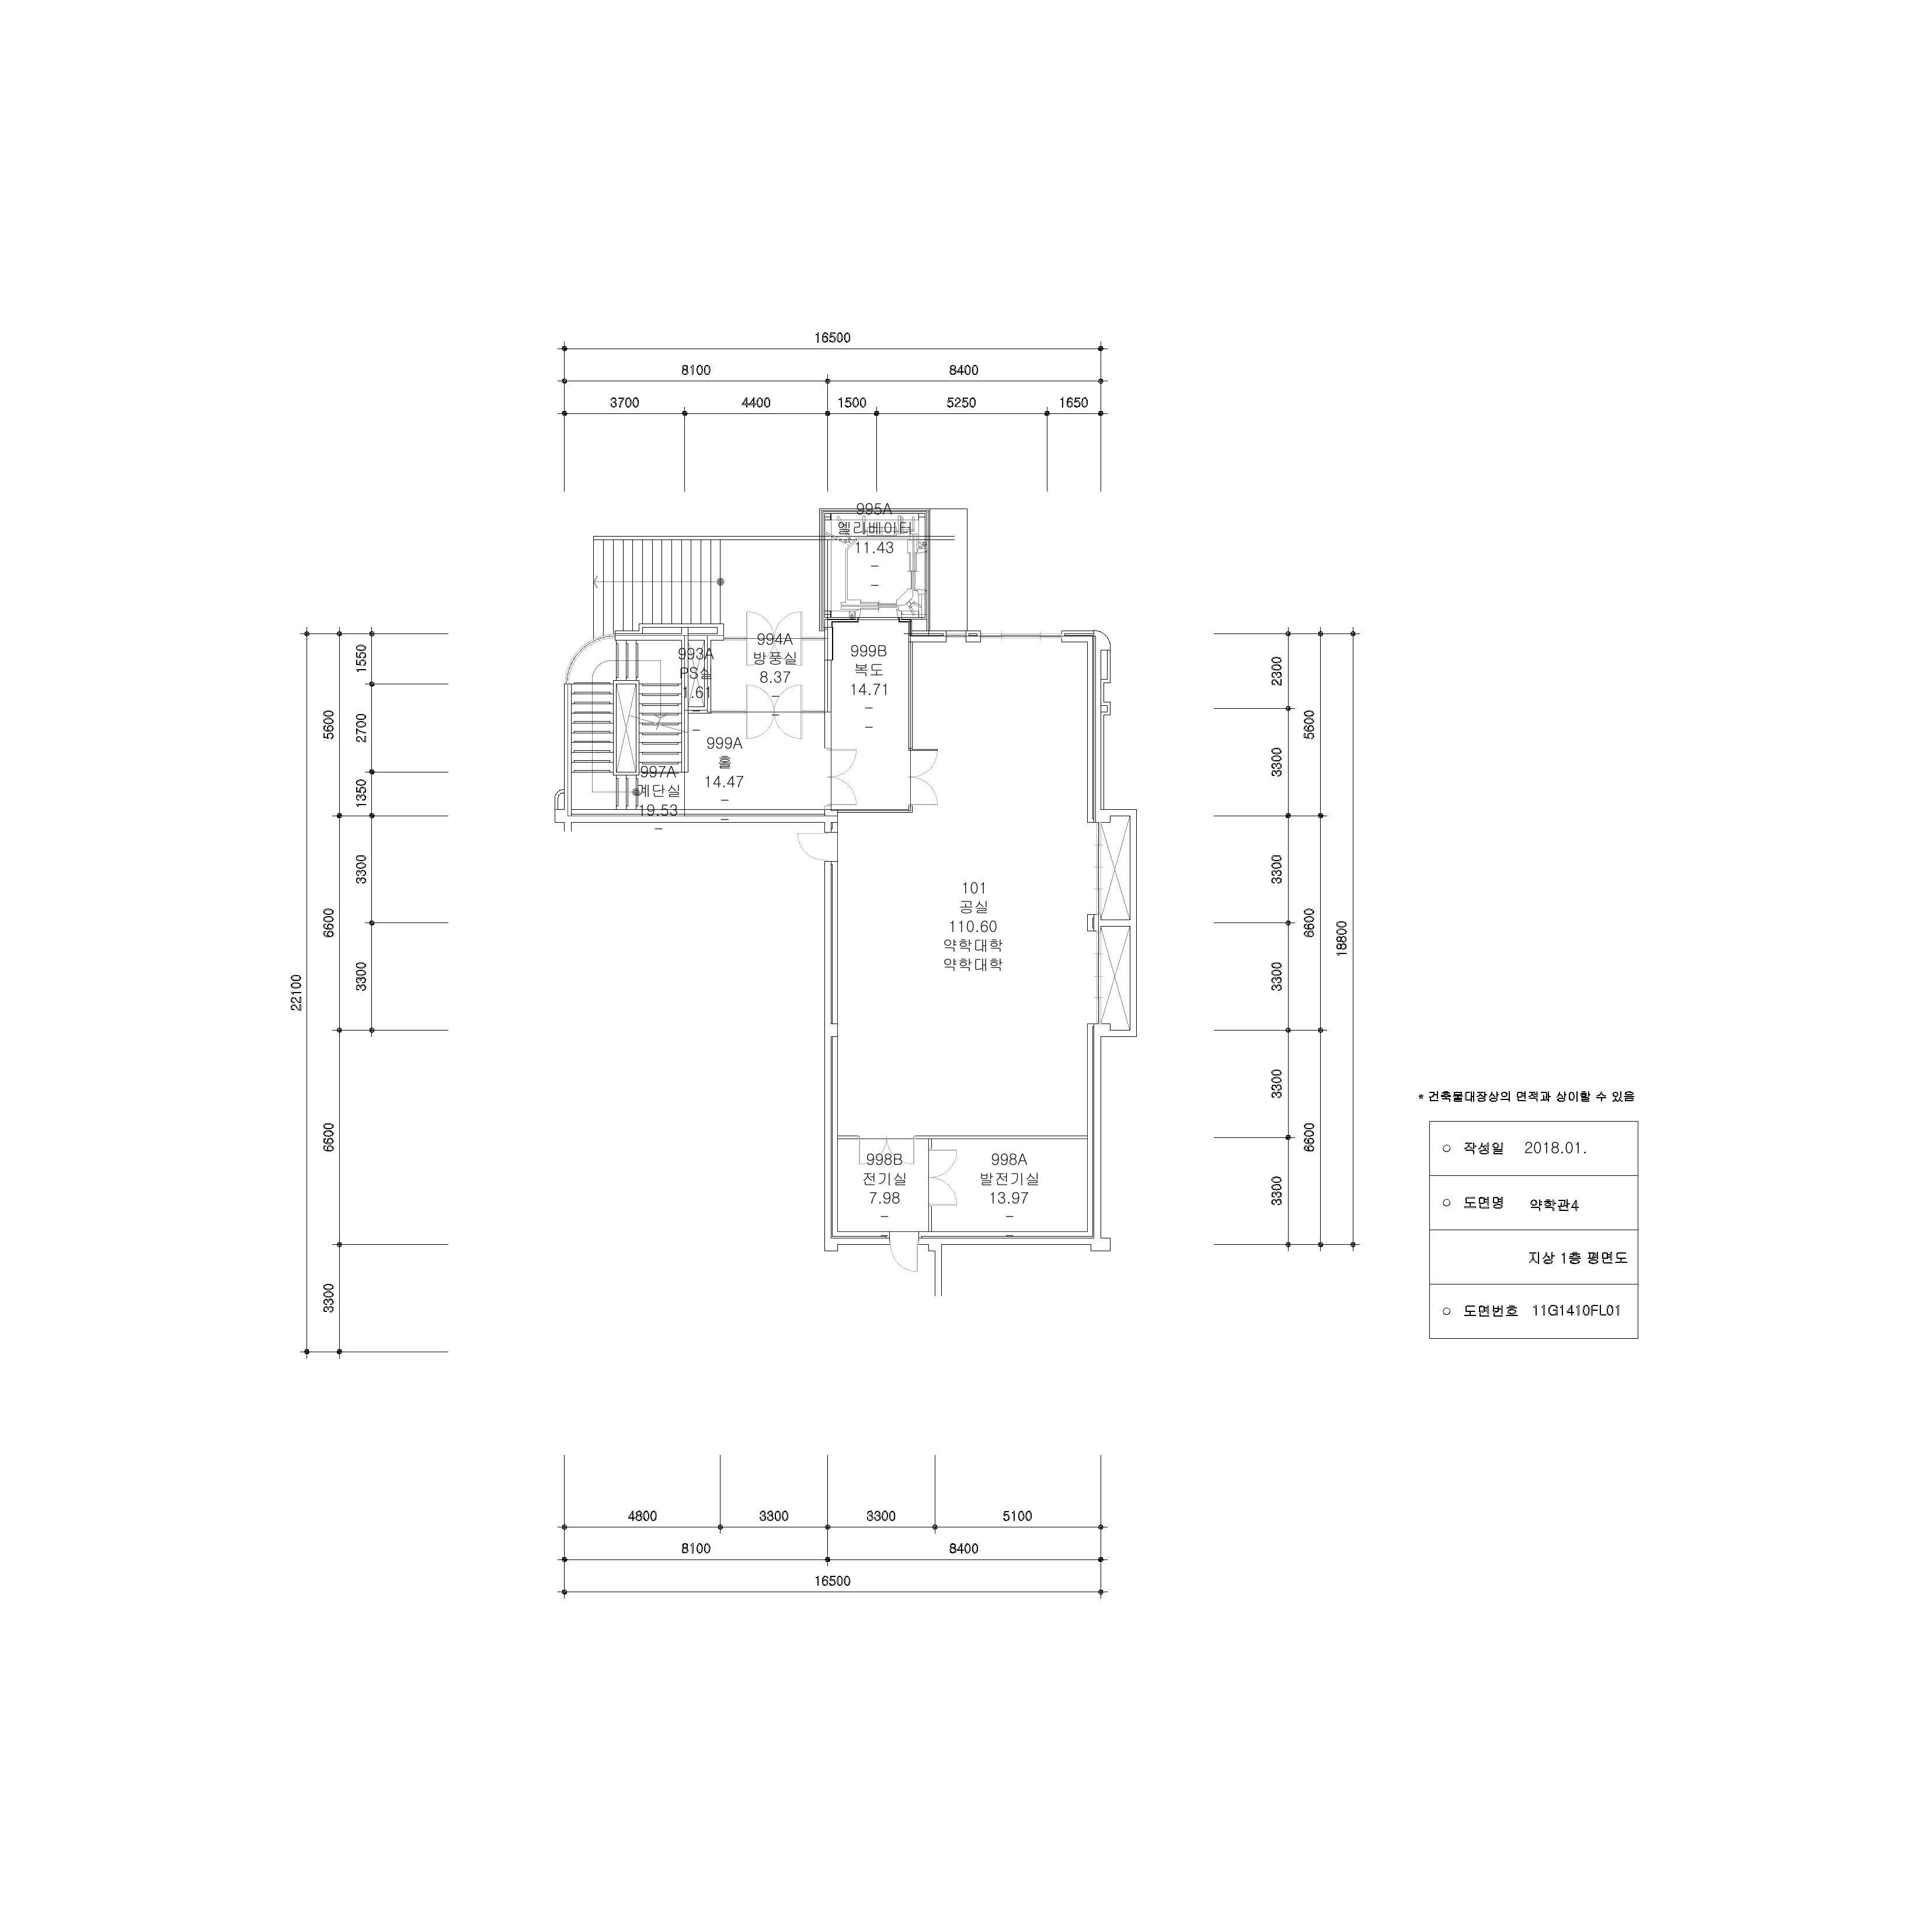 16500
8100
8400
3700
4400
1500
5250
1650
995A
엘리베이터
11.43
994A
방풍실
8.37
993A
PS실
1.61
999B
복도
14.71
999A
홀
14.47
997A
계단실
19.53
101
공실
110.60
약학대학
약학대학
998B
전기실
7.98
998A
발전기실
13.97
1550
2700
1350
3300
3300
5600
6600
6600
3300
22100
2300
3300
3300
3300
3300
3300
5600
6600
6600
18800
* 건축물대장상의 면적과 상이할 수 있음
작성일 2018.01.
도면명 약학관4
지상 1층 평면도
도면번호 11G1410FL01
4800
3300
3300
5100
8100
8400
16500